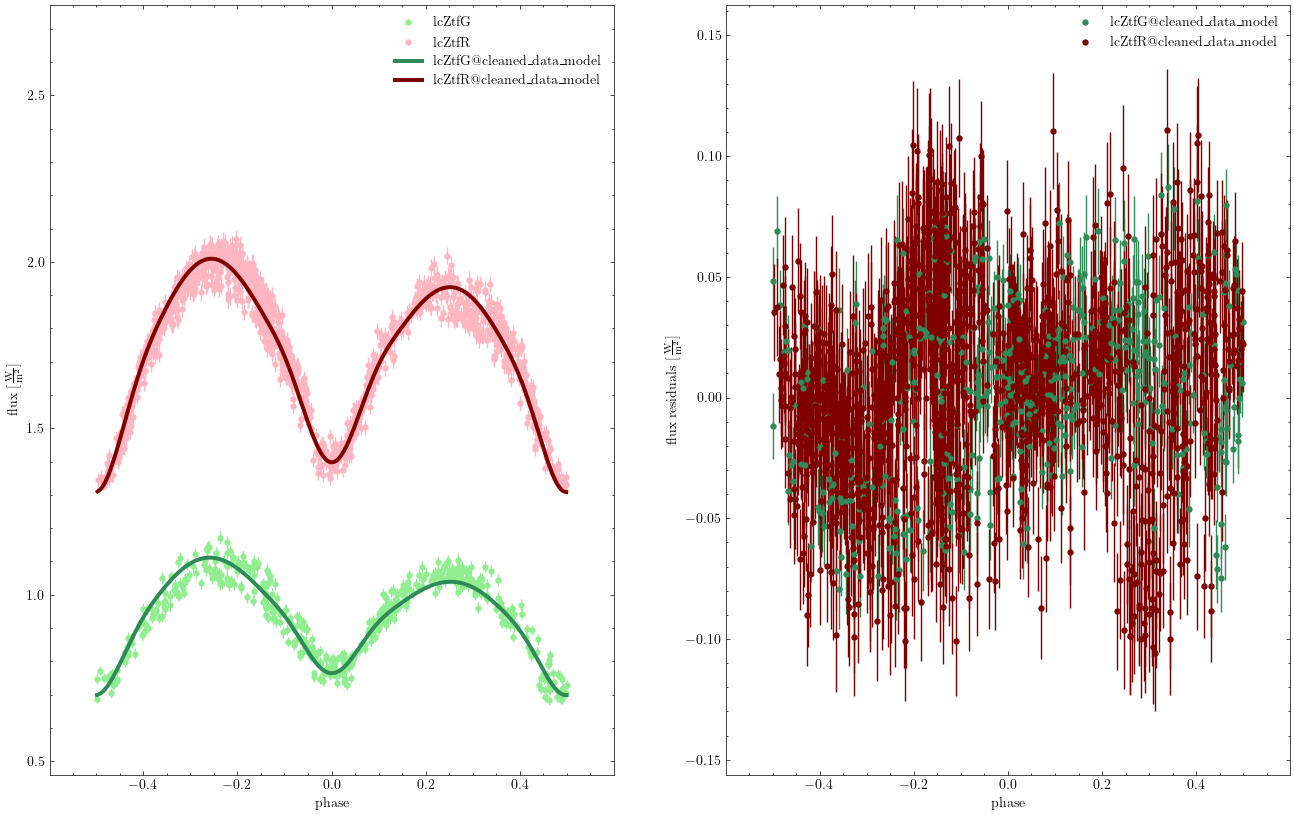 lcZtfG
lcZtfR
lcZtfG@cleaned_data_model
lcZtfR@cleaned_data_model
2.5
2.0
1.5
1.0
0.5
flux [W/m²]
−0.4
−0.2
0.0
0.2
0.4
phase
lcZtfG@cleaned_data_model
lcZtfR@cleaned_data_model
0.15
0.10
0.05
0.00
−0.05
−0.10
−0.15
flux residuals [W/m²]
−0.4
−0.2
0.0
0.2
0.4
phase